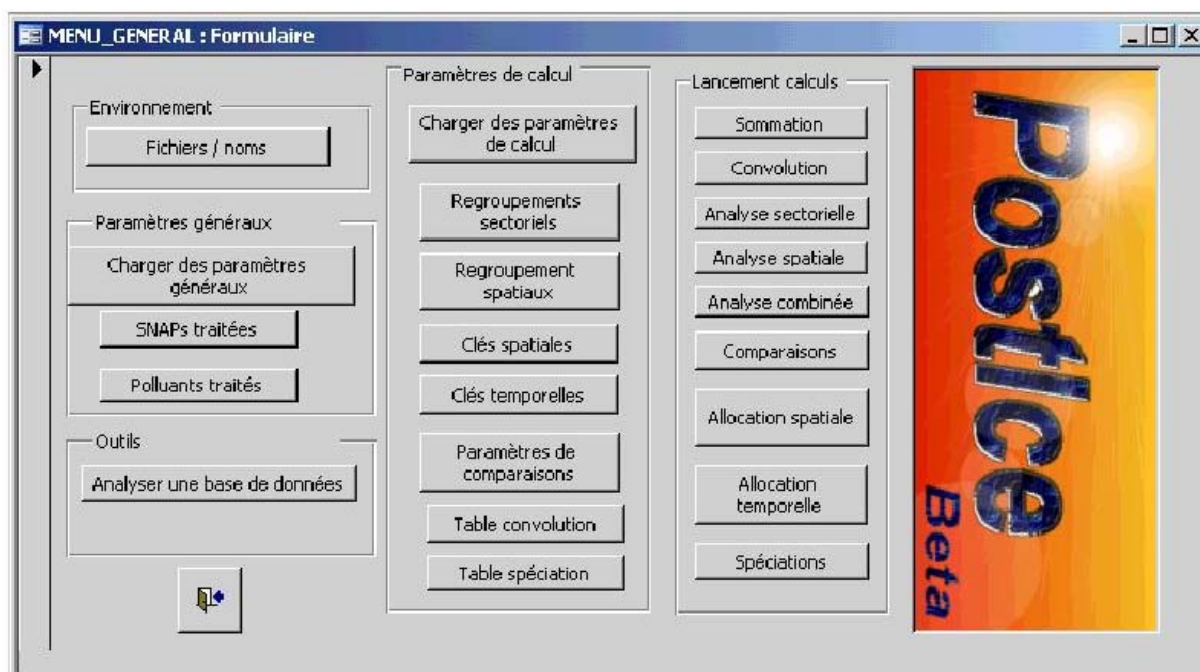 MENU_GENERAL : Formulaire
Environnement
Fichiers / noms
Paramètres généraux
Charger des paramètres
généraux
SNAPs traitées
Polluants traités
Outils
Analyser une base de données
Paramètres de calcul
Charger des paramètres
de calcul
Regroupements
sectoriels
Regroupement
spatiaux
Clés spatiales
Clés temporelles
Paramètres de
comparaisons
Table convolution
Table spéciation
Lancement calculs
Sommation
Convolution
Analyse sectorielle
Analyse spatiale
Analyse combinée
Comparaisons
Allocation spatiale
Allocation
temporelle
Spéciations
PostIce
Beta